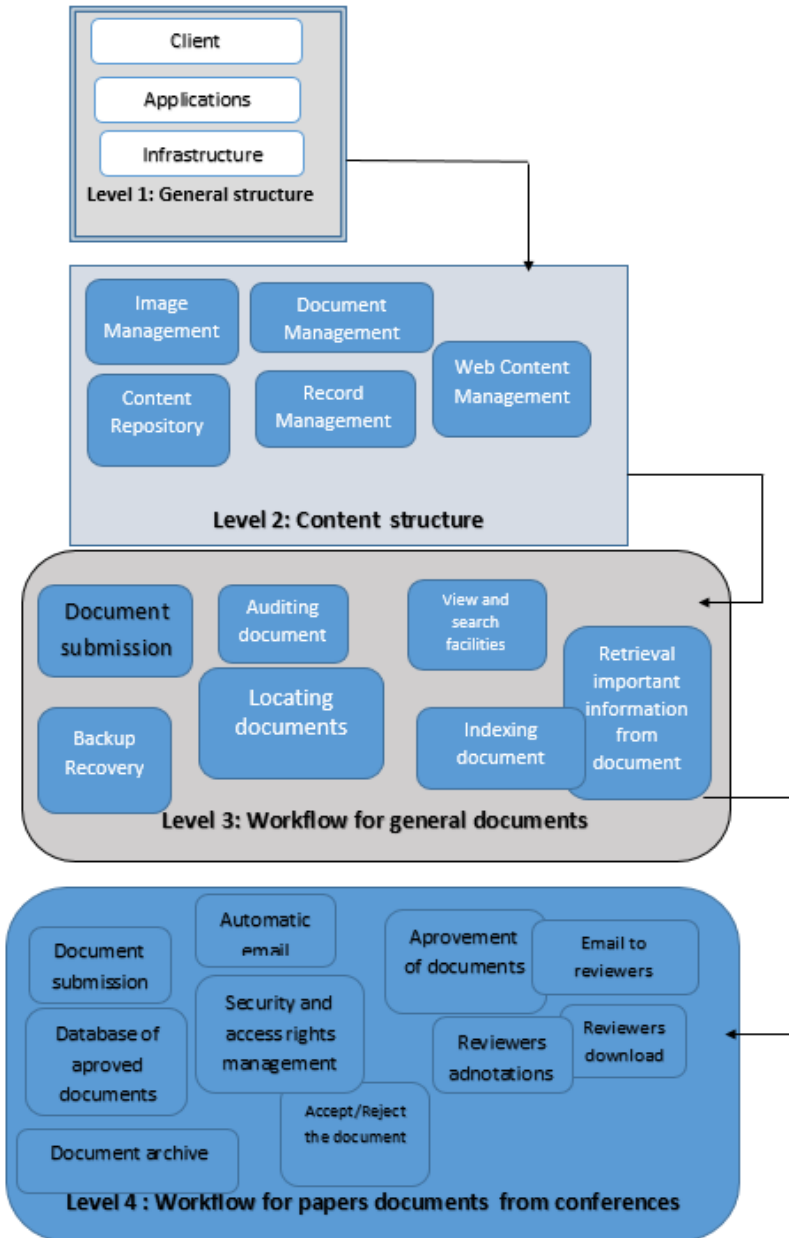 Client
Applications
Infrastructure
Level 1: General structure
Image
Management
Document
Management
Web Content
Management
Content
Repository
Record
Management
Level 2: Content structure
Document
submission
Auditing
document
View and
search
facilities
Retrieval
important
information
from
document
Locating
documents
Backup
Recovery
Indexing
document
Level 3: Workflow for general documents
Automatic
email
Document
submission
Aprovement
of documents
Email to
reviewers
Security and
access rights
management
Database of
aproved
documents
Reviewers
adnotations
Reviewers
download
Accept/Reject
the document
Document archive
Level 4 : Workflow for papers documents from conferences